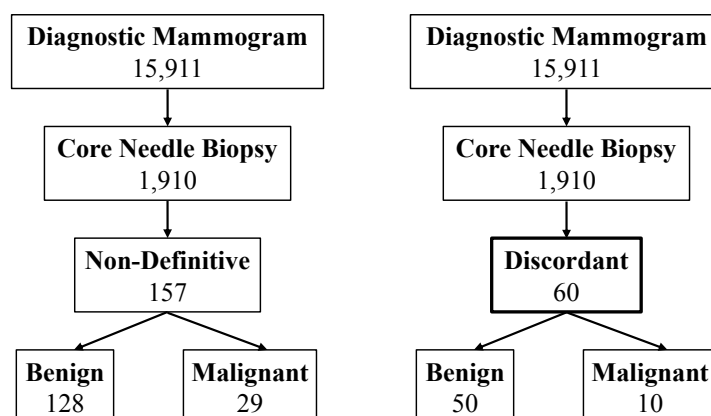 Diagnostic Mammogram
15,911
Core Needle Biopsy
1,910
Non-Definitive
157
Benign
128
Malignant
29
Diagnostic Mammogram
15,911
Core Needle Biopsy
1,910
Discordant
60
Benign
50
Malignant
10